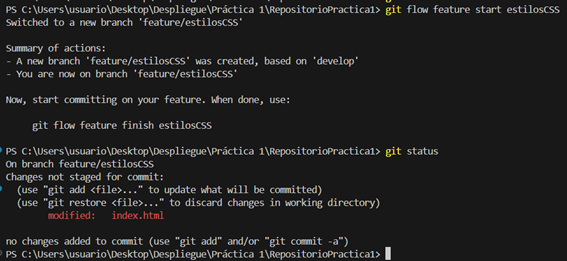 PS C:\Users\usuario\Desktop\Despliegue\Práctica 1\RepositorioPractica1> git flow feature start estilosCSS
Switched to a new branch 'feature/estilosCSS'
Summary of actions:
- A new branch 'feature/estilosCSS' was created, based on 'develop'
- You are now on branch 'feature/estilosCSS'
Now, start committing on your feature. When done, use:
git flow feature finish estilosCSS
PS C:\Users\usuario\Desktop\Despliegue\Práctica 1\RepositorioPractica1> git status
On branch feature/estilosCSS
Changes not staged for commit:
(use "git add <file>..." to update what will be committed)
(use "git restore <file>..." to discard changes in working directory)
modified: index.html
no changes added to commit (use "git add" and/or "git commit -a")
PS C:\Users\usuario\Desktop\Despliegue\Práctica 1\RepositorioPractica1>